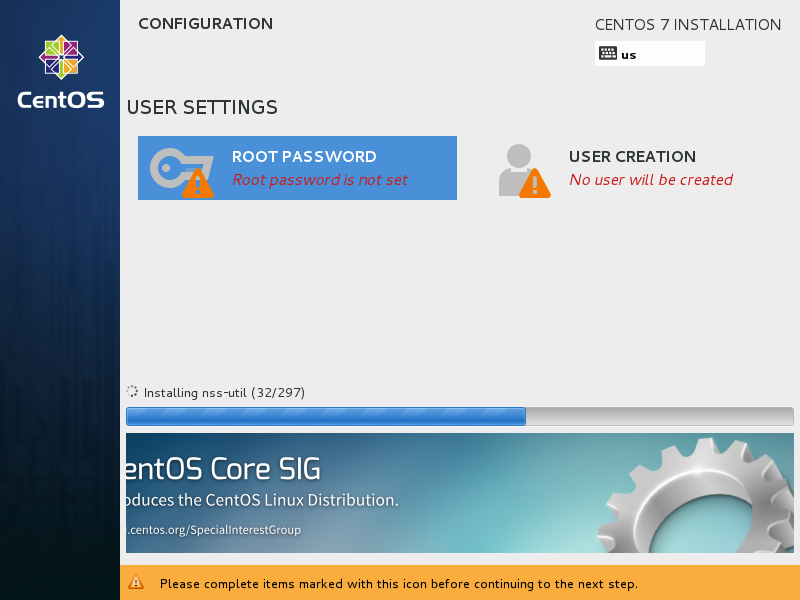 CONFIGURATION
CENTOS 7 INSTALLATION
us
CentOS
USER SETTINGS
ROOT PASSWORD
Root password is not set
USER CREATION
No user will be created
Installing nss-util (32/297)
entOS Core SIG
oduces the CentOS Linux Distribution.
.centos.org/SpecialInterestGroup
Please complete items marked with this icon before continuing to the next step.